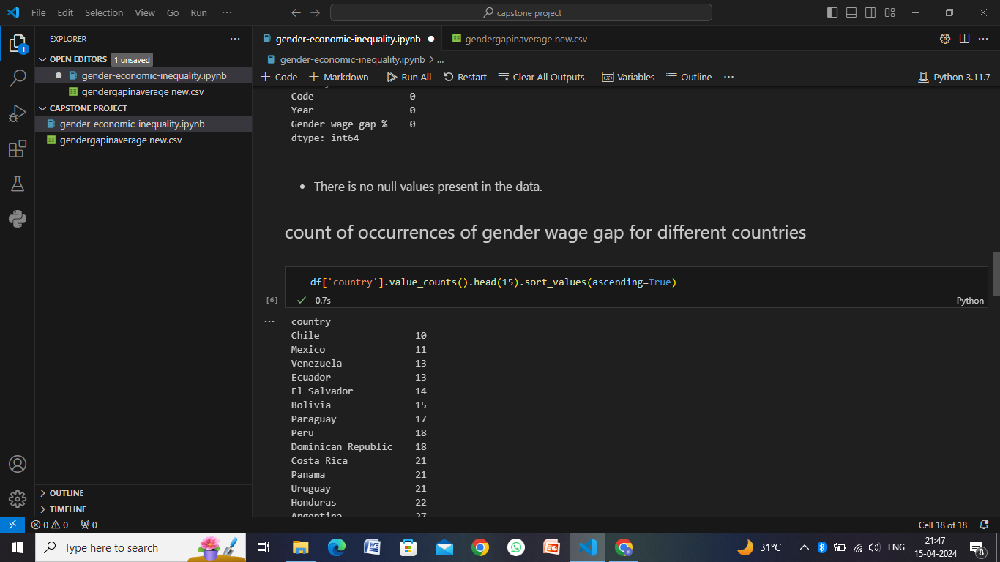 File Edit Selection View Go Run ···
capstone project
EXPLORER ···
OPEN EDITORS 1 unsaved
gender-economic-inequality.ipynb
gendergapinaverage new.csv
CAPSTONE PROJECT
gender-economic-inequality.ipynb
gendergapinaverage new.csv
OUTLINE
TIMELINE
1
gender-economic-inequality.ipynb
gendergapinaverage new.csv
gender-economic-inequality.ipynb > ...
+ Code + Markdown Run All Restart Clear All Outputs Variables Outline ··· Python 3.11.7
Code 0
Year 0
Gender wage gap % 0
dtype: int64
• There is no null values present in the data.
count of occurrences of gender wage gap for different countries
df['country'].value_counts().head(15).sort_values(ascending=True)
[6] 0.7s Python
···
country
Chile 10
Mexico 11
Venezuela 13
Ecuador 13
El Salvador 14
Bolivia 15
Paraguay 17
Peru 18
Dominican Republic 18
Costa Rica 21
Panama 21
Uruguay 21
Honduras 22
Argentina 27
0 0 0
Cell 18 of 18
Type here to search
31°C ENG 21:47
15-04-2024 8